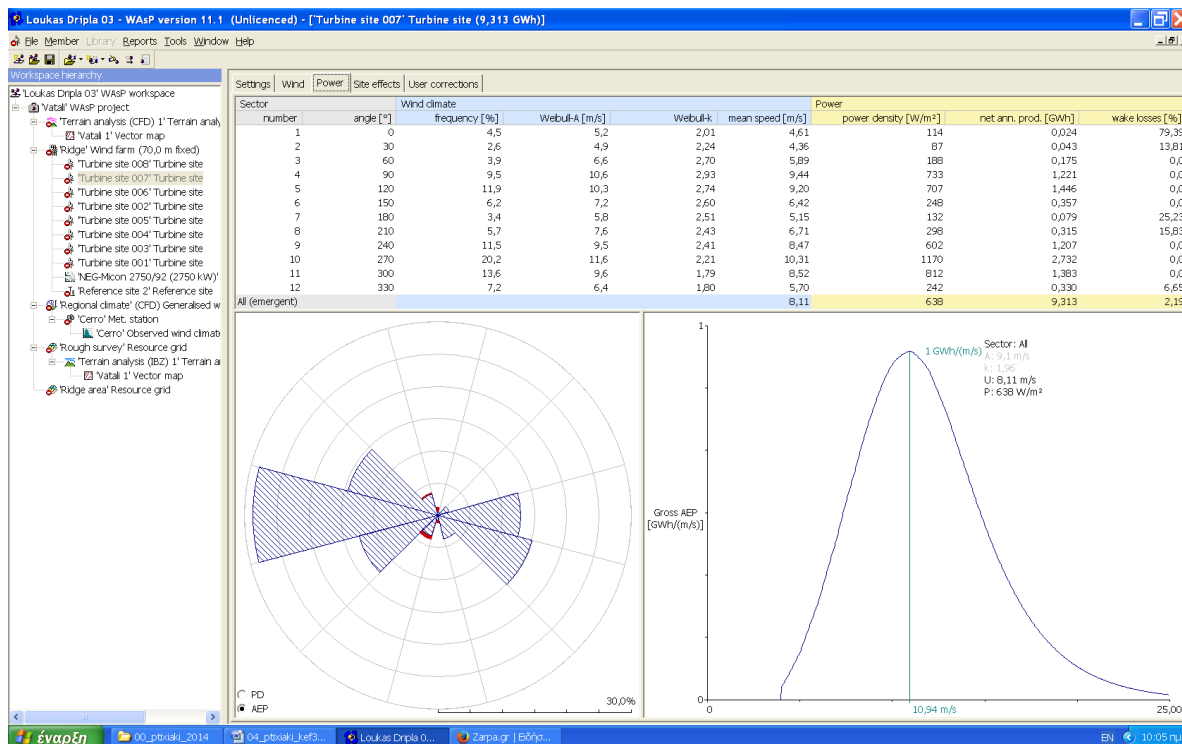 Loukas Dripla 03 - WAsP version 11.1 (Unlicenced) - ['Turbine site 007' Turbine site (9,313 GWh)]
File Member Library Reports Tools Window Help
Workspace hierarchy
'Loukas Dripla 03' WAsP workspace
'Vatali' WAsP project
'Terrain analysis (CFD) 1' Terrain analy
'Vatali 1' Vector map
'Ridge' Wind farm (70,0 m fixed)
'Turbine site 008' Turbine site
'Turbine site 007' Turbine site
'Turbine site 006' Turbine site
'Turbine site 002' Turbine site
'Turbine site 005' Turbine site
'Turbine site 004' Turbine site
'Turbine site 003' Turbine site
'Turbine site 001' Turbine site
'NEG-Micon 2750/92 (2750 kW)'
'Reference site 2' Reference site
'Regional climate' (CFD) Generalised w
'Cerro' Met. station
'Cerro' Observed wind climate
'Rough survey' Resource grid
'Terrain analysis (IBZ) 1' Terrain a
'Vatali 1' Vector map
'Ridge area' Resource grid
Settings Wind Power Site effects User corrections
Sector Wind climate Power
number angle [°] frequency [%] Weibull-A [m/s] Weibull-k mean speed [m/s] power density [W/m²] net ann. prod. [GWh] wake losses [%]
1 0 4,5 5,2 2,01 4,61 114 0,024 79,39
2 30 2,6 4,9 2,24 4,36 87 0,043 13,81
3 60 3,9 6,6 2,70 5,89 188 0,175 0,0
4 90 9,5 10,6 2,93 9,44 733 1,221 0,0
5 120 11,9 10,3 2,74 9,20 707 1,446 0,0
6 150 6,2 7,2 2,60 6,42 248 0,357 0,0
7 180 3,4 5,8 2,51 5,15 132 0,079 25,23
8 210 5,7 7,6 2,43 6,71 298 0,315 15,83
9 240 11,5 9,5 2,41 8,47 602 1,207 0,0
10 270 20,2 11,6 2,21 10,31 1170 2,732 0,0
11 300 13,6 9,6 1,79 8,52 812 1,383 0,0
12 330 7,2 6,4 1,80 5,70 242 0,330 6,65
All (emergent) 8,11 638 9,313 2,19
PD
AEP
30,0%
1
1 GWh/(m/s)
Sector: All
A: 9,1 m/s
k: 1,96
U: 8,11 m/s
P: 638 W/m²
Gross AEP
[GWh/(m/s)]
0
0 10,94 m/s 25,00
έναρξη 00_ptixiaki_2014 04_ptixiaki_kef3... Loukas Dripla 0... Zarpa.gr | Ειδήσ... EN 10:05 πμ